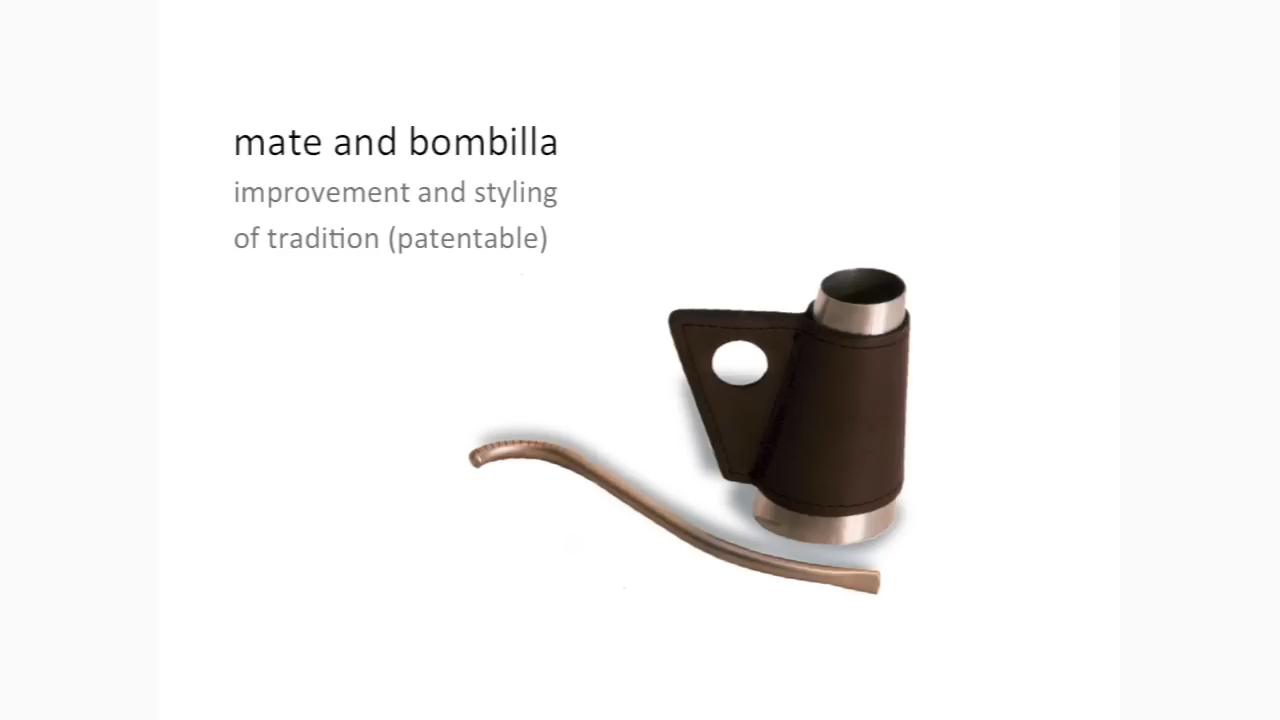 mate and bombilla
improvement and styling
of tradition (patentable)